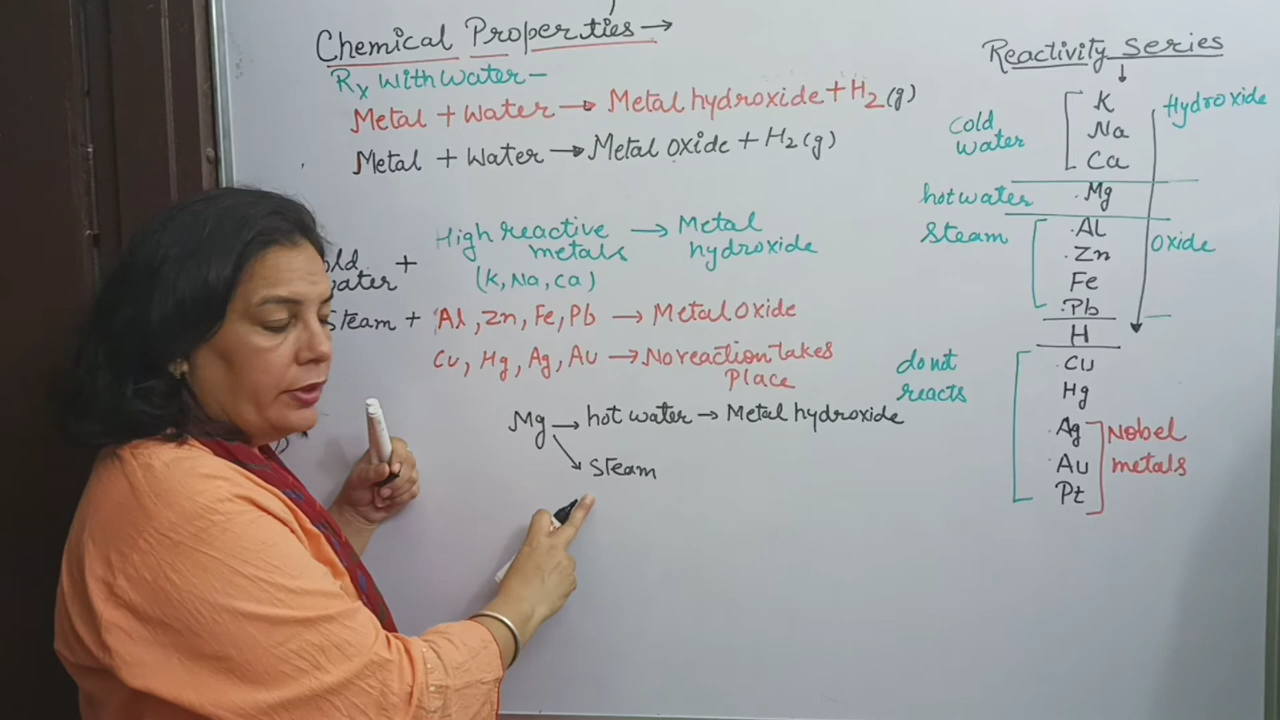 Chemical Properties →
Rx with water –
Metal + Water → Metal hydroxide + H₂ (g)
Metal + Water → Metal oxide + H₂ (g)
High reactive metals → Metal hydroxide
+ (K, Na, Ca)
Steam + Al, Zn, Fe, Pb → Metal oxide
Cu, Hg, Ag, Au → No reaction takes
Place
Mg → hot water → Metal hydroxide
→ Steam
Reactivity series
↓
cold water
K
Na
Ca
Hydroxide
hot water
Mg
Steam
Al
Zn
Fe
Pb
oxide
H
do not reacts
Cu
Hg
Ag
Au
Pt
Nobel
metals